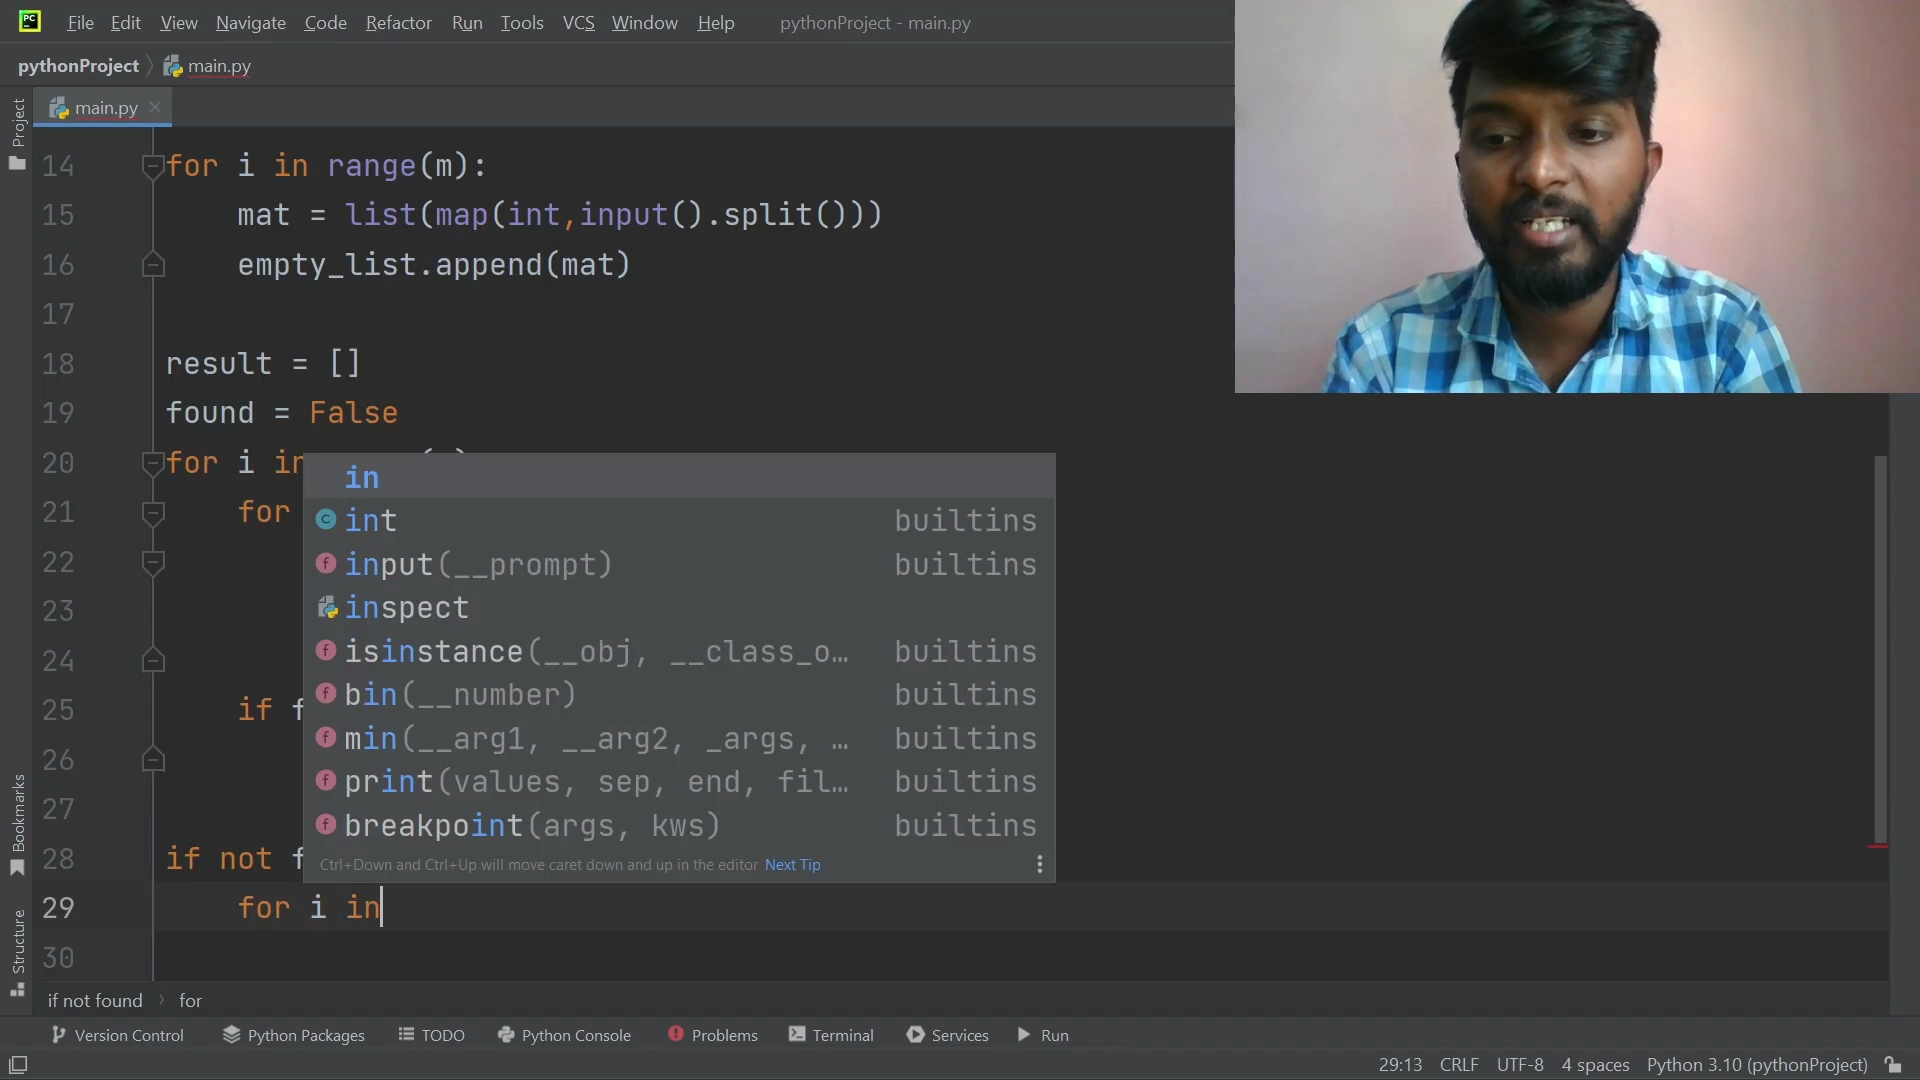 PC File Edit View Navigate Code Refactor Run Tools VCS Window Help pythonProject - main.py
pythonProject main.py
main.py
Project
14 for i in range(m):
15 mat = list(map(int,input().split()))
16 empty_list.append(mat)
17
18 result = []
19 found = False
20 for i in
21 for
22
23
24
25 if f
26
27
28 if not f
29 for i in
30
in
int builtins
input(__prompt) builtins
inspect
isinstance(__obj, __class_o… builtins
bin(__number) builtins
min(__arg1, __arg2, _args, … builtins
print(values, sep, end, fil… builtins
breakpoint(args, kws) builtins
Ctrl+Down and Ctrl+Up will move caret down and up in the editor Next Tip
Bookmarks
Structure
if not found for
Version Control Python Packages TODO Python Console Problems Terminal Services Run
29:13 CRLF UTF-8 4 spaces Python 3.10 (pythonProject)